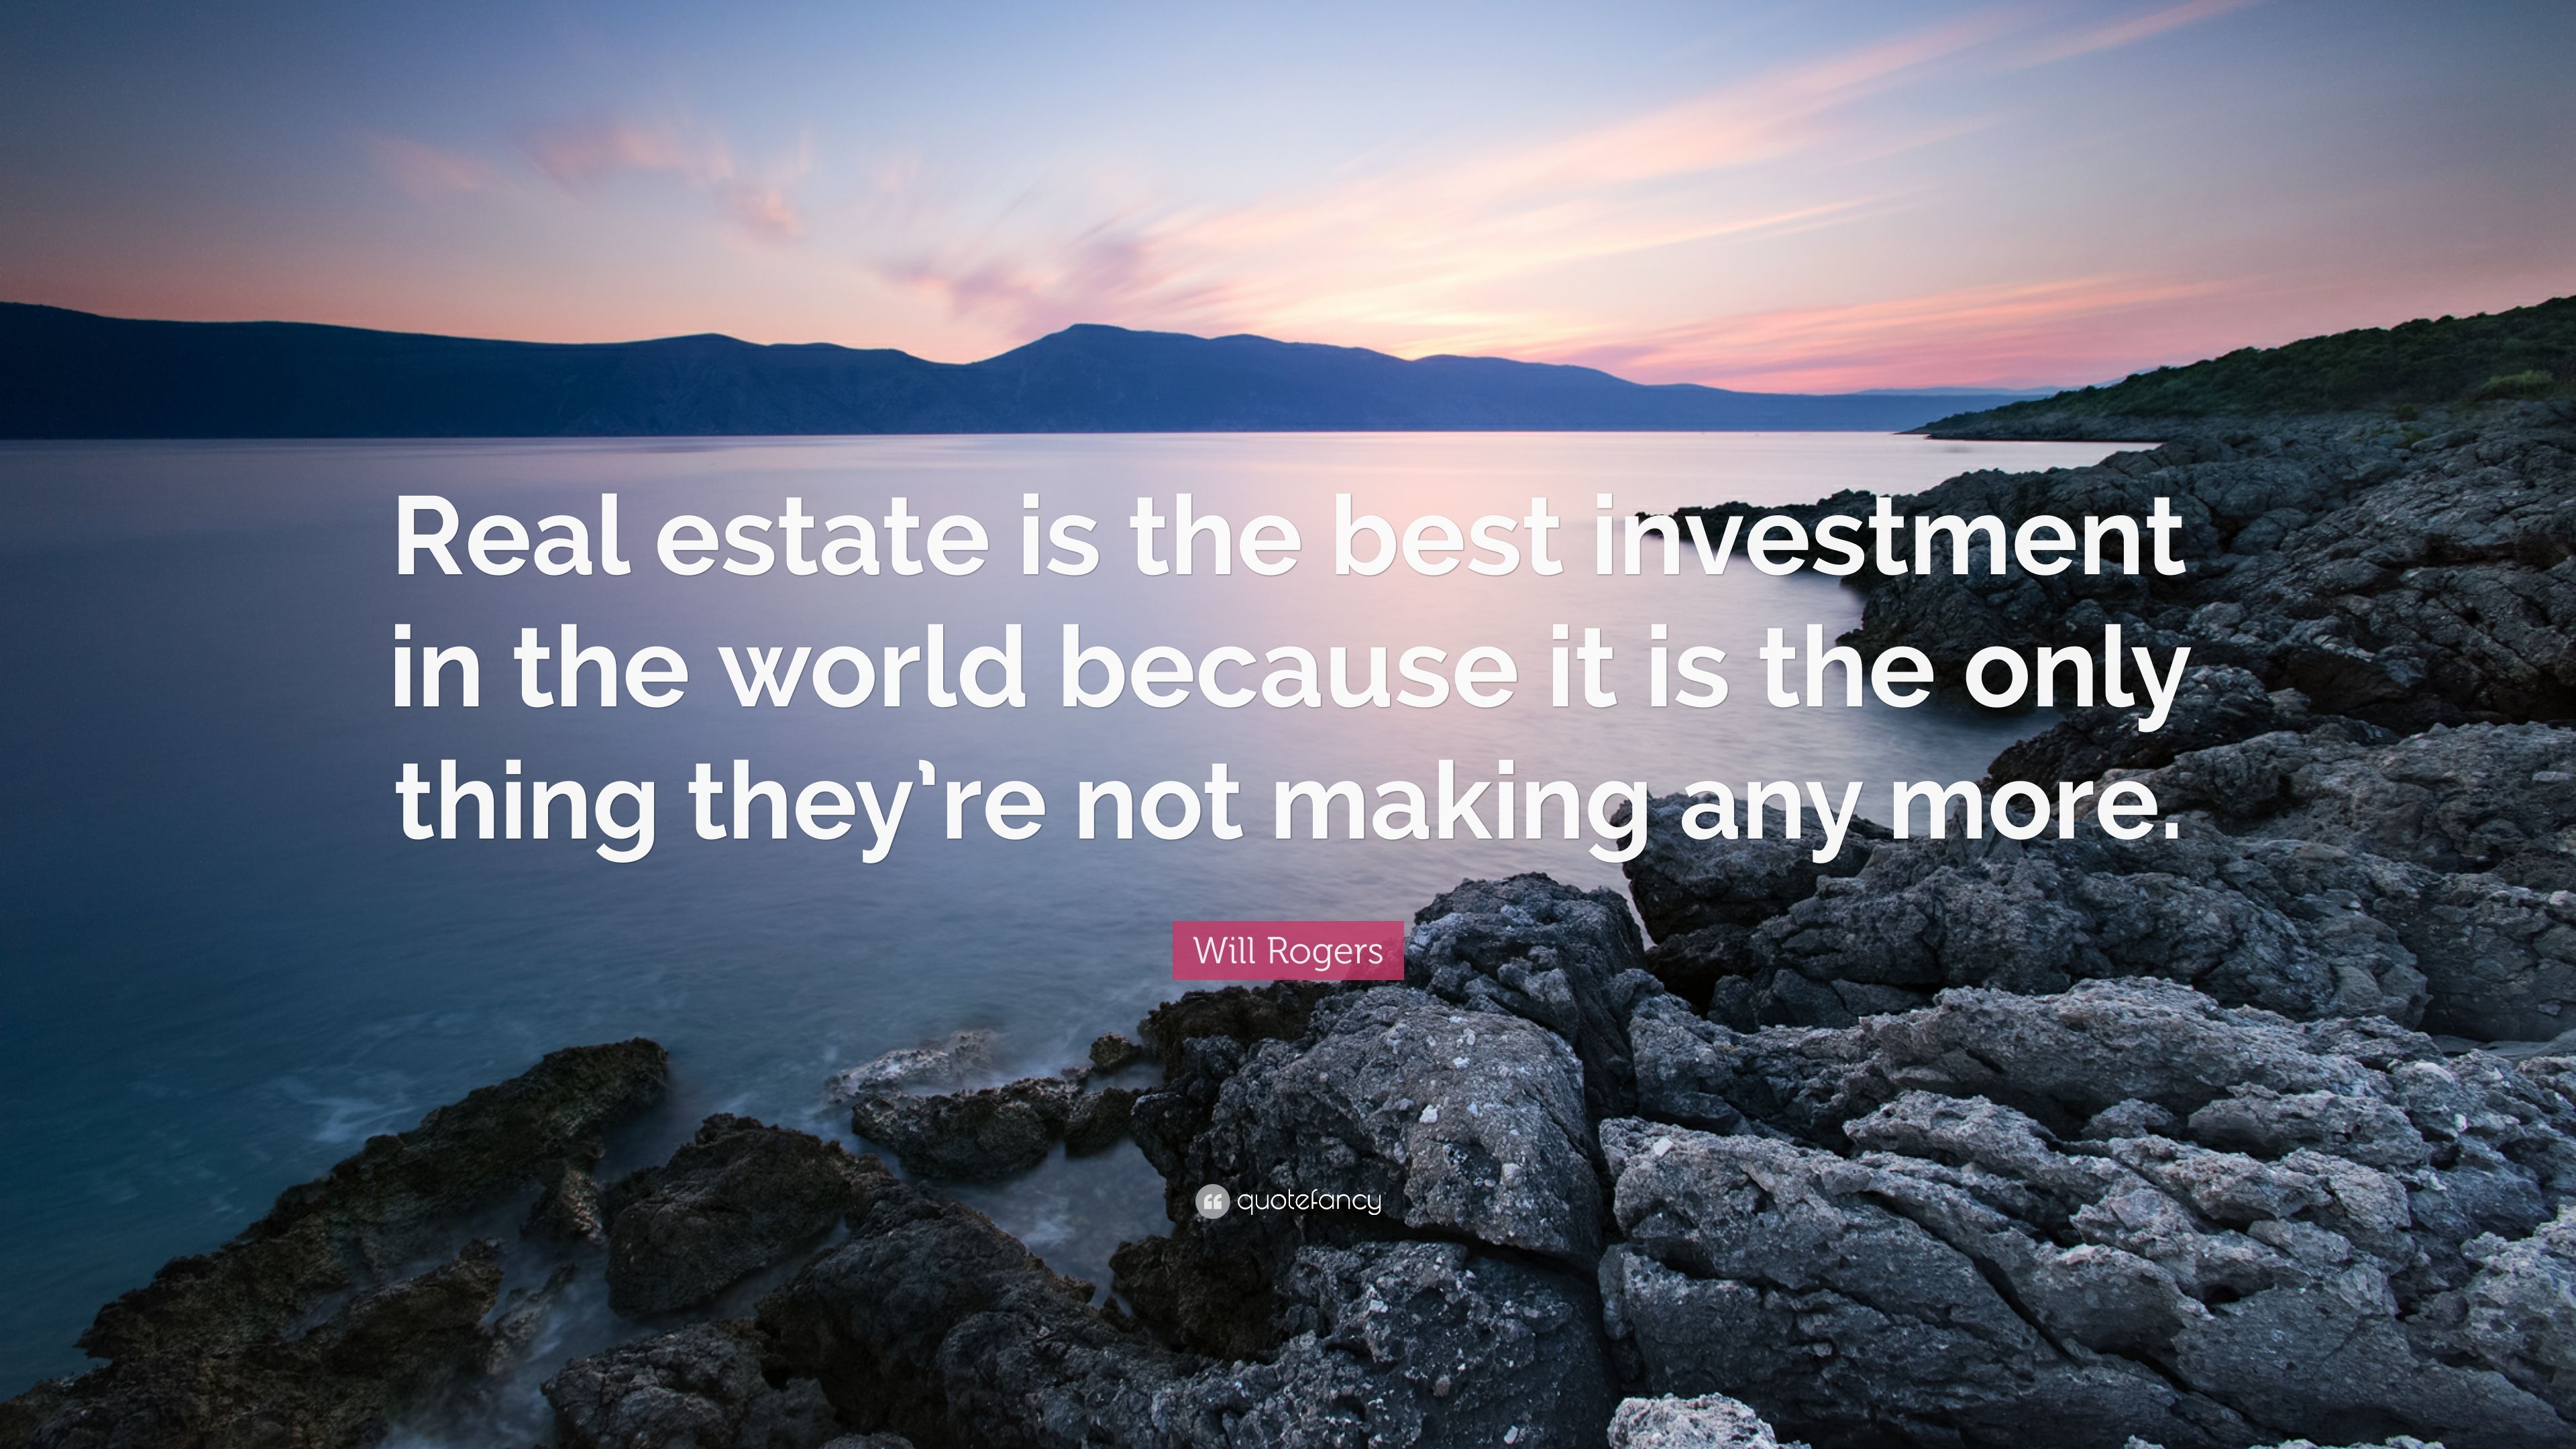 Real estate is the best investment
in the world because it is the only
thing they’re not making any more.
Will Rogers
quotefancy